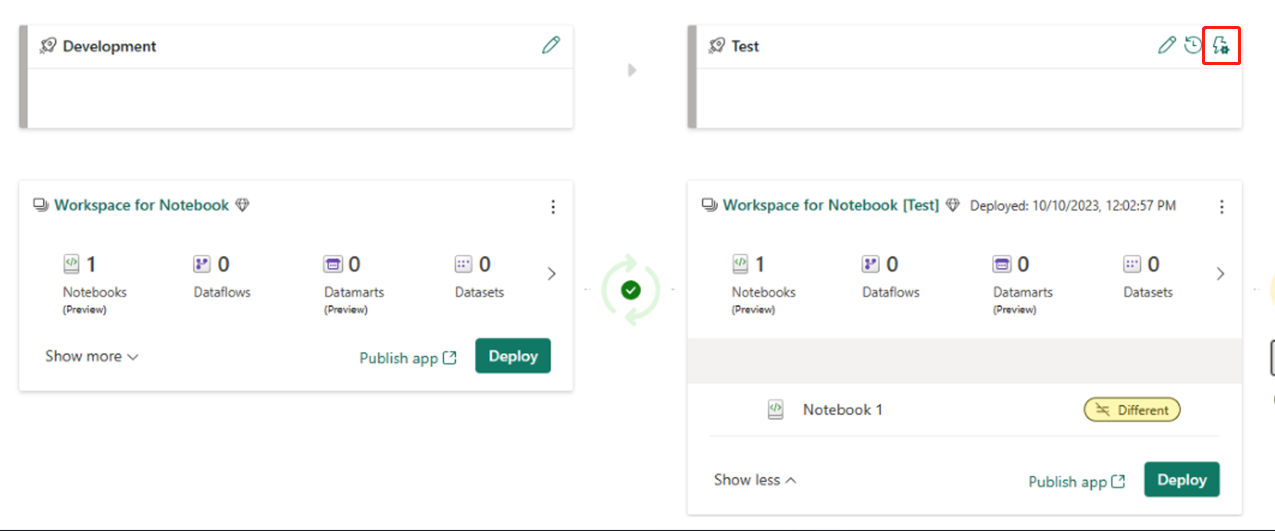 Development
Test
Workspace for Notebook
1
0
0
0
Notebooks
(Preview)
Dataflows
Datamarts
(Preview)
Datasets
Show more
Publish app
Deploy
Workspace for Notebook [Test] Deployed: 10/10/2023, 12:02:57 PM
1
0
0
0
Notebooks
(Preview)
Dataflows
Datamarts
(Preview)
Datasets
Notebook 1
Different
Show less
Publish app
Deploy